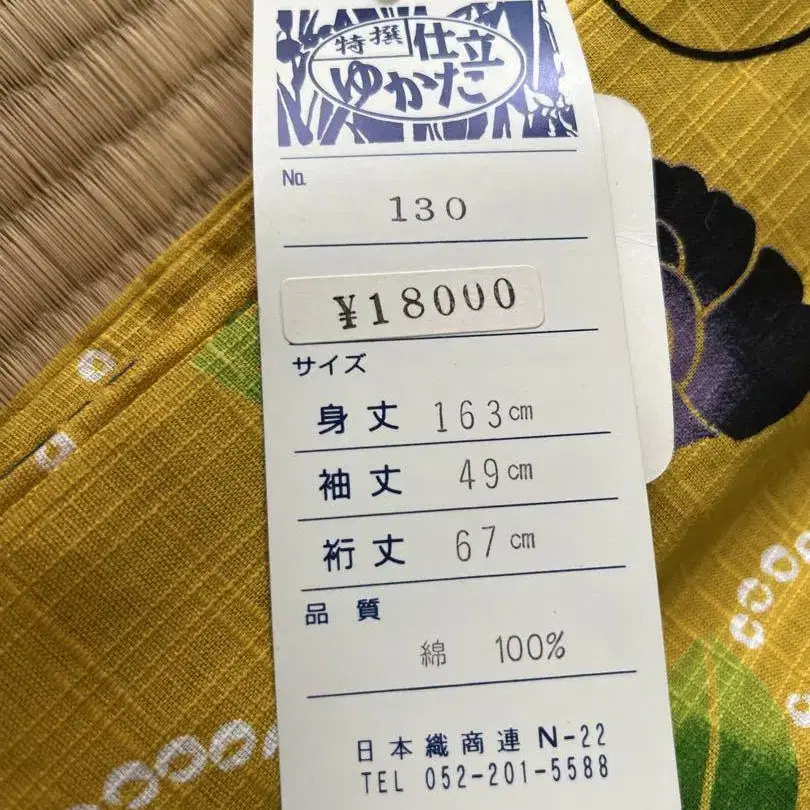 特撰 仕立
ゆかた
No.
130
¥18000
サイズ
身丈 163cm
袖丈 49cm
裄丈 67cm
品質
綿 100%
日本織商連 N-22
TEL 052-201-5588